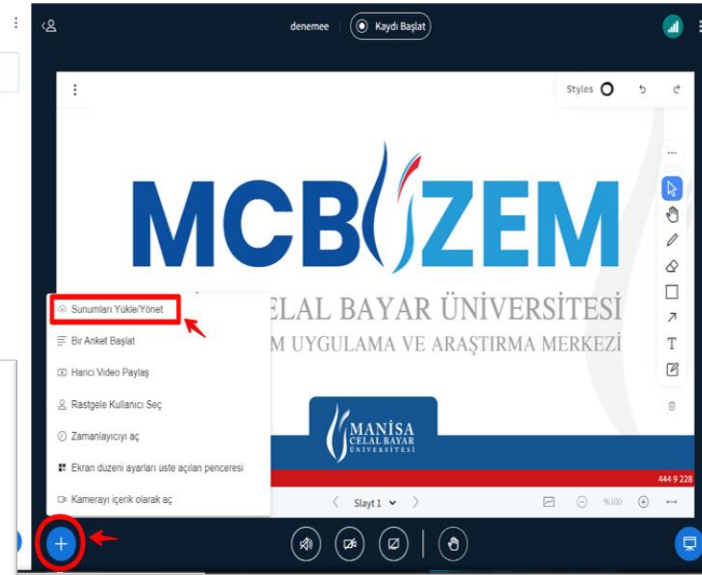 denemee
Kaydı Başlat
Styles
MCBÜZEM
CELAL BAYAR ÜNİVERSİTESİ
M UYGULAMA VE ARAŞTIRMA MERKEZİ
Sunumları Yükle/Yönet
Bir Anket Başlat
Harici Video Paylaş
Rastgele Kullanıcı Seç
Zamanlayıcıyı aç
Ekran düzeni ayarları üste açılan penceresi
Kamerayı içerik olarak aç
T
MANİSA
CELAL BAYAR
ÜNİVERSİTESİ
444 9 228
Slayt 1
%100